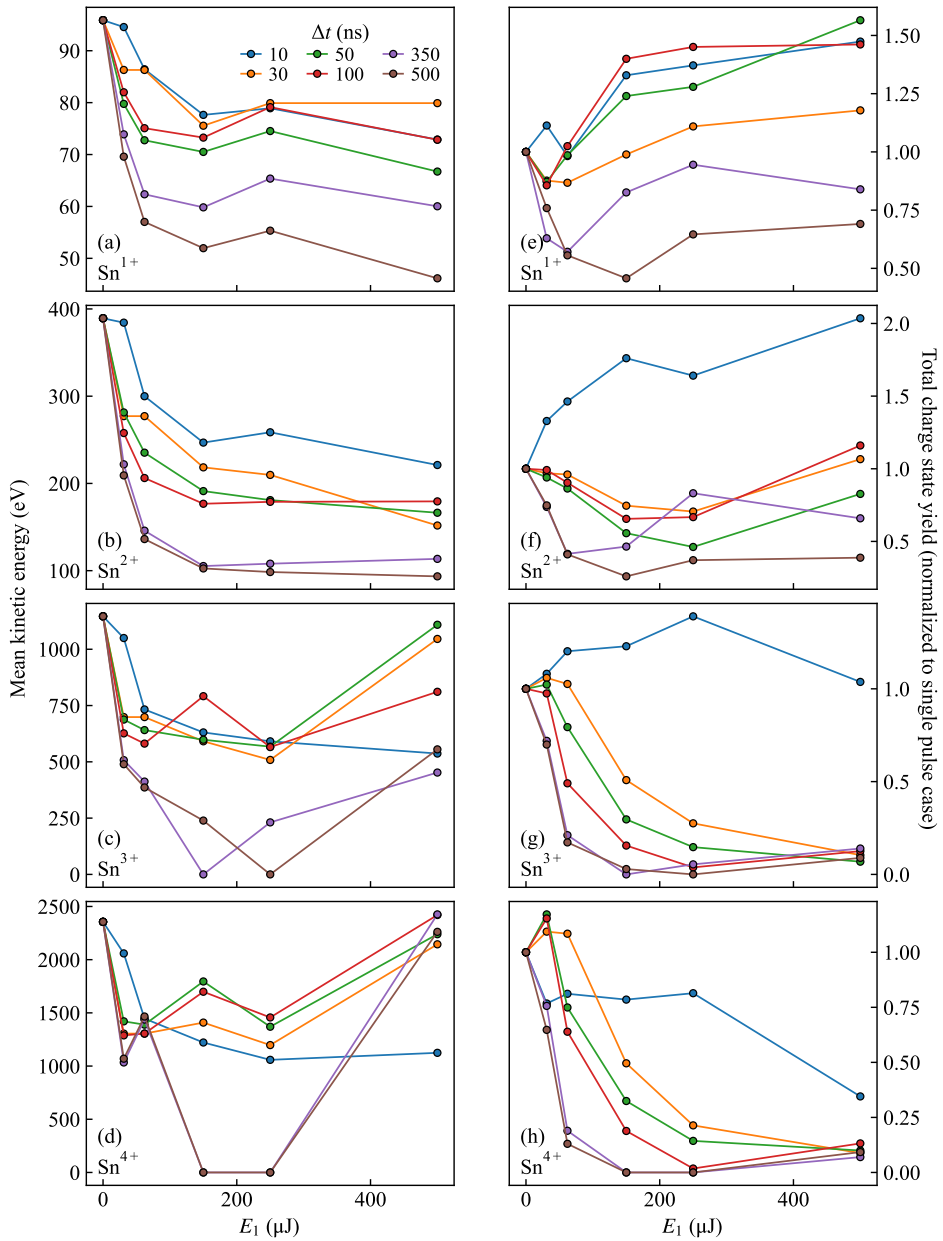 Δt (ns)
10 50 350
30 100 500
90
80
70
60
50
(a)
Sn1+
1.50
1.25
1.00
0.75
0.50
(e)
Sn1+
400
300
200
100
(b)
Sn2+
2.0
1.5
1.0
0.5
(f)
Sn2+
1000
750
500
250
0
(c)
Sn3+
1.0
0.5
0.0
(g)
Sn3+
2500
2000
1500
1000
500
0
(d)
Sn4+
1.00
0.75
0.50
0.25
0.00
(h)
Sn4+
0 200 400
E1 (μJ)
0 200 400
E1 (μJ)
Mean kinetic energy (eV)
Total charge state yield (normalized to single pulse case)